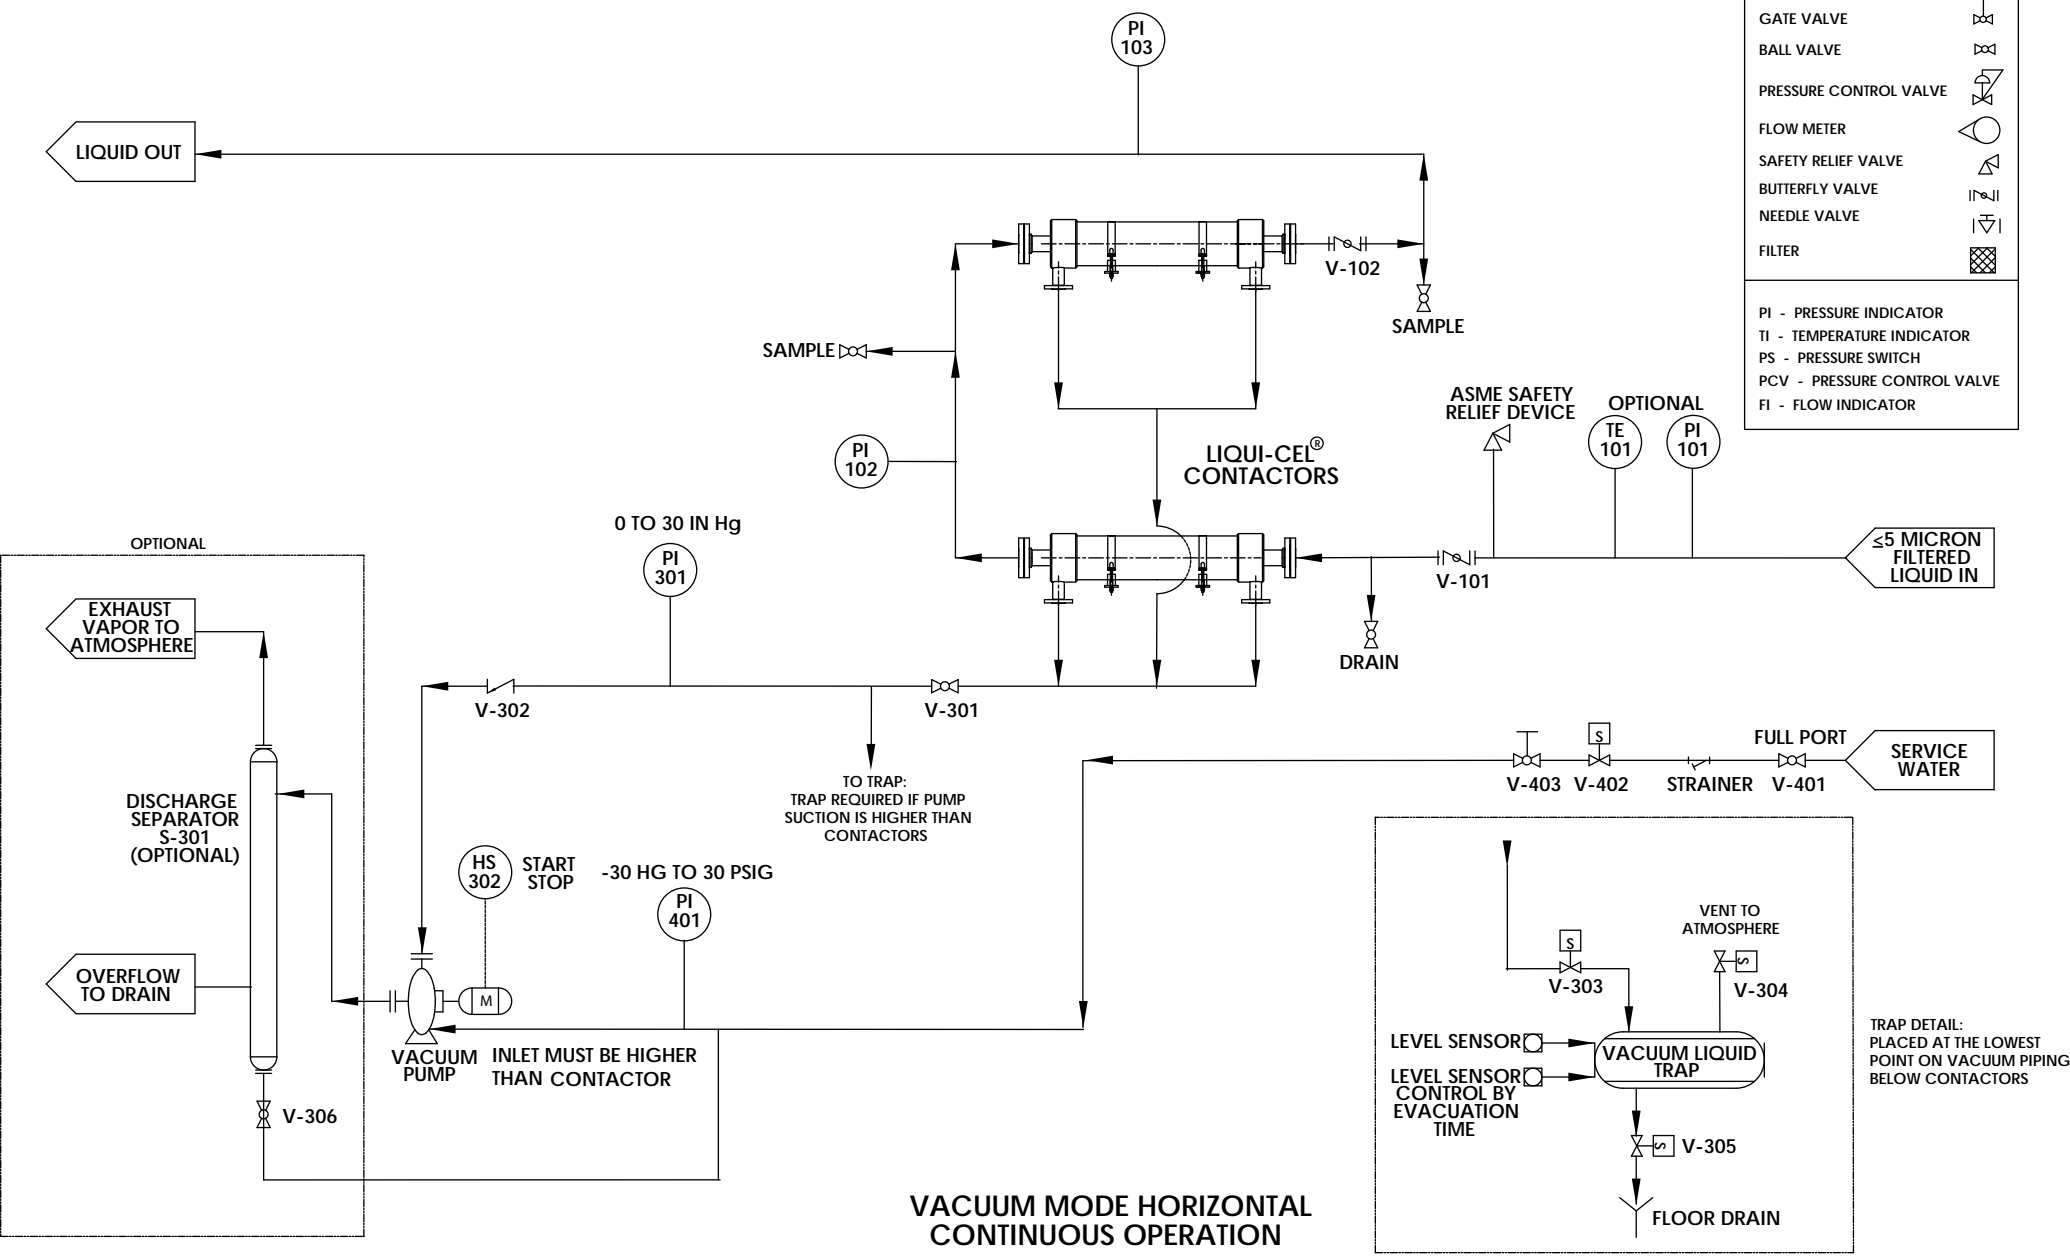 PI
103
LIQUID OUT
V-102
SAMPLE
SAMPLE
PI
102
LIQUI-CEL®
CONTACTORS
ASME SAFETY
RELIEF DEVICE
OPTIONAL
TE
101
PI
101
≤5 MICRON
FILTERED
LIQUID IN
V-101
DRAIN
0 TO 30 IN Hg
PI
301
V-302
V-301
TO TRAP:
TRAP REQUIRED IF PUMP
SUCTION IS HIGHER THAN
CONTACTORS
OPTIONAL
EXHAUST
VAPOR TO
ATMOSPHERE
DISCHARGE
SEPARATOR
S-301
(OPTIONAL)
OVERFLOW
TO DRAIN
V-306
HS
302
START
STOP
M
VACUUM
PUMP
INLET MUST BE HIGHER
THAN CONTACTOR
-30 HG TO 30 PSIG
PI
401
FULL PORT
SERVICE
WATER
S
V-403
V-402
STRAINER
V-401
S
V-303
VENT TO
ATMOSPHERE
S
V-304
LEVEL SENSOR
LEVEL SENSOR
CONTROL BY
EVACUATION
TIME
VACUUM LIQUID
TRAP
S
V-305
FLOOR DRAIN
TRAP DETAIL:
PLACED AT THE LOWEST
POINT ON VACUUM PIPING
BELOW CONTACTORS
VACUUM MODE HORIZONTAL
CONTINUOUS OPERATION
GATE VALVE
BALL VALVE
PRESSURE CONTROL VALVE
FLOW METER
SAFETY RELIEF VALVE
BUTTERFLY VALVE
NEEDLE VALVE
FILTER
PI - PRESSURE INDICATOR
TI - TEMPERATURE INDICATOR
PS - PRESSURE SWITCH
PCV - PRESSURE CONTROL VALVE
FI - FLOW INDICATOR